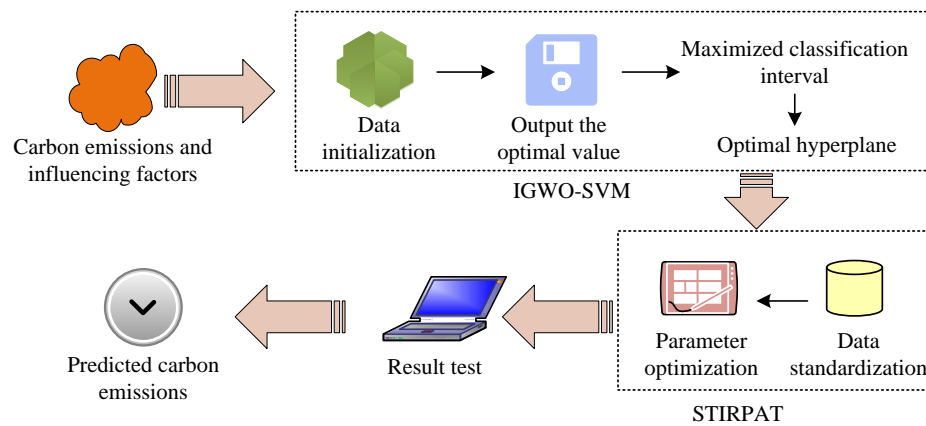 Carbon emissions and
influencing factors
Data
initialization
Output the
optimal value
Maximized classification
interval
Optimal hyperplane
IGWO-SVM
Data
standardization
Parameter
optimization
STIRPAT
Result test
Predicted carbon
emissions